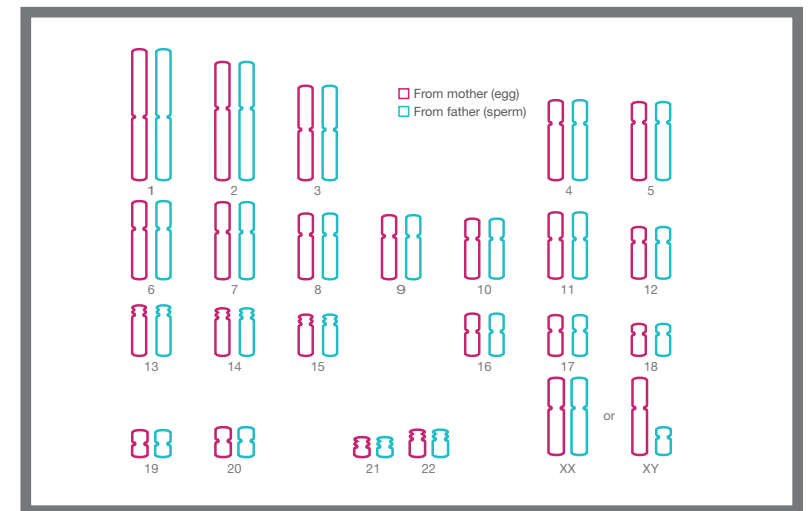 From mother (egg)
From father (sperm)
1 2 3 4 5
6 7 8 9 10 11 12
13 14 15 16 17 18
or
19 20 21 22 XX XY